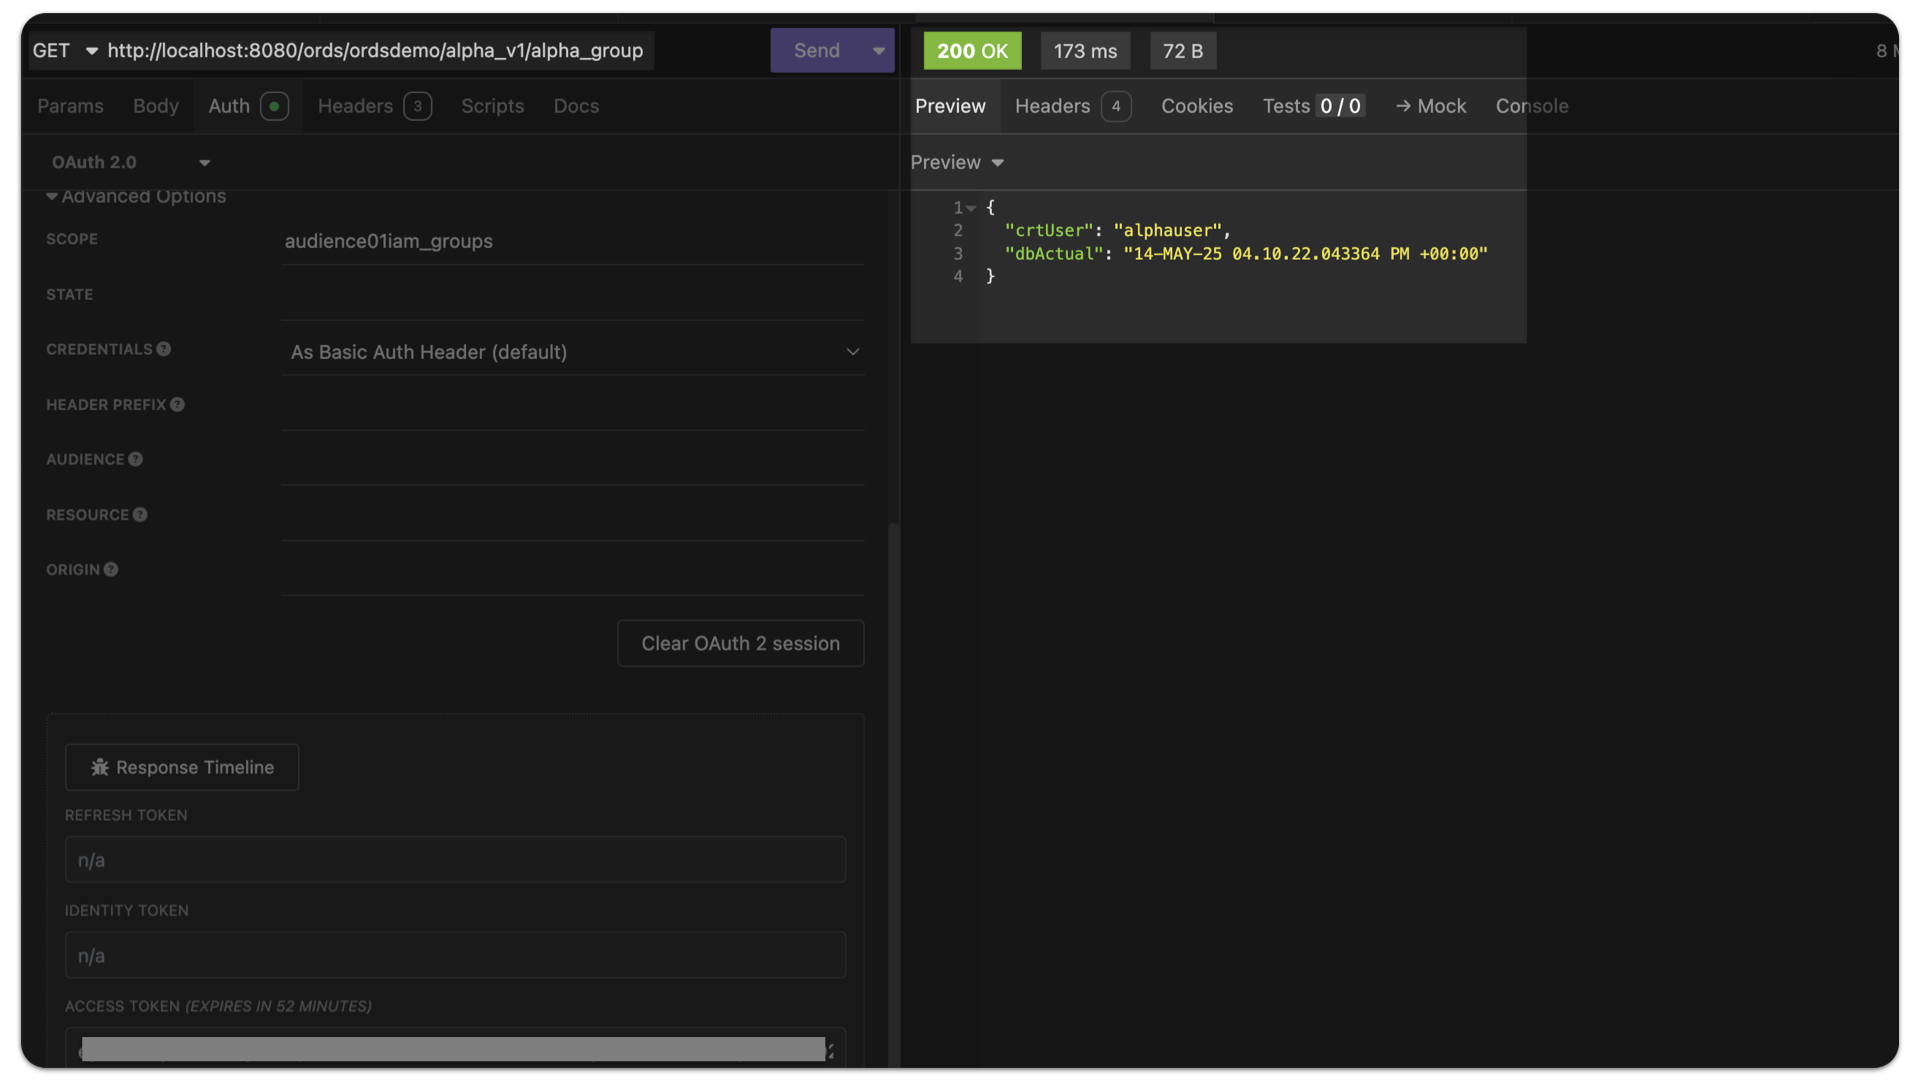 GET http://localhost:8080/ords/ordsdemo/alpha_v1/alpha_group Send
Params Body Auth Headers 3 Scripts Docs
OAuth 2.0
Advanced Options
SCOPE audience01iam_groups
STATE
CREDENTIALS As Basic Auth Header (default)
HEADER PREFIX
AUDIENCE
RESOURCE
ORIGIN
Clear OAuth 2 session
Response Timeline
REFRESH TOKEN
n/a
IDENTITY TOKEN
n/a
ACCESS TOKEN (EXPIRES IN 52 MINUTES)
200 OK 173 ms 72 B 8
Preview Headers 4 Cookies Tests 0 / 0 → Mock Console
Preview
1 {
2 "crtUser": "alphauser",
3 "dbActual": "14-MAY-25 04.10.22.043364 PM +00:00"
4 }